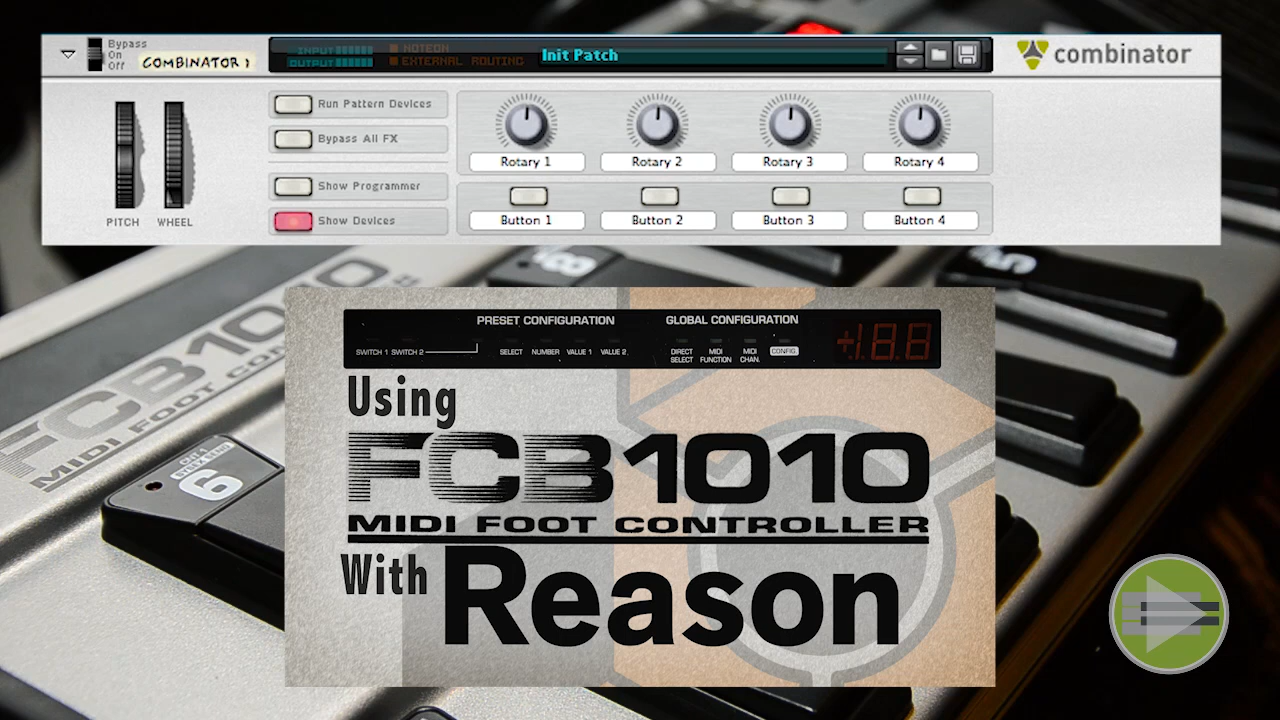 Bypass
On
Off
COMBINATOR 1
INPUT
OUTPUT
NOTEON
EXTERNAL ROUTING
Init Patch
combinator
Run Pattern Devices
Bypass All FX
Show Programmer
Show Devices
PITCH
WHEEL
Rotary 1
Rotary 2
Rotary 3
Rotary 4
Button 1
Button 2
Button 3
Button 4
8
5
FCB1010
MIDI FOOT CON
6
PRESET CONFIGURATION
GLOBAL CONFIGURATION
SWITCH 1 SWITCH 2
SELECT
NUMBER
VALUE 1
VALUE 2
DIRECT
SELECT
MIDI
FUNCTION
MIDI
CHAN.
CONFIG.
+188
Using
FCB1010
MIDI FOOT CONTROLLER
With Reason